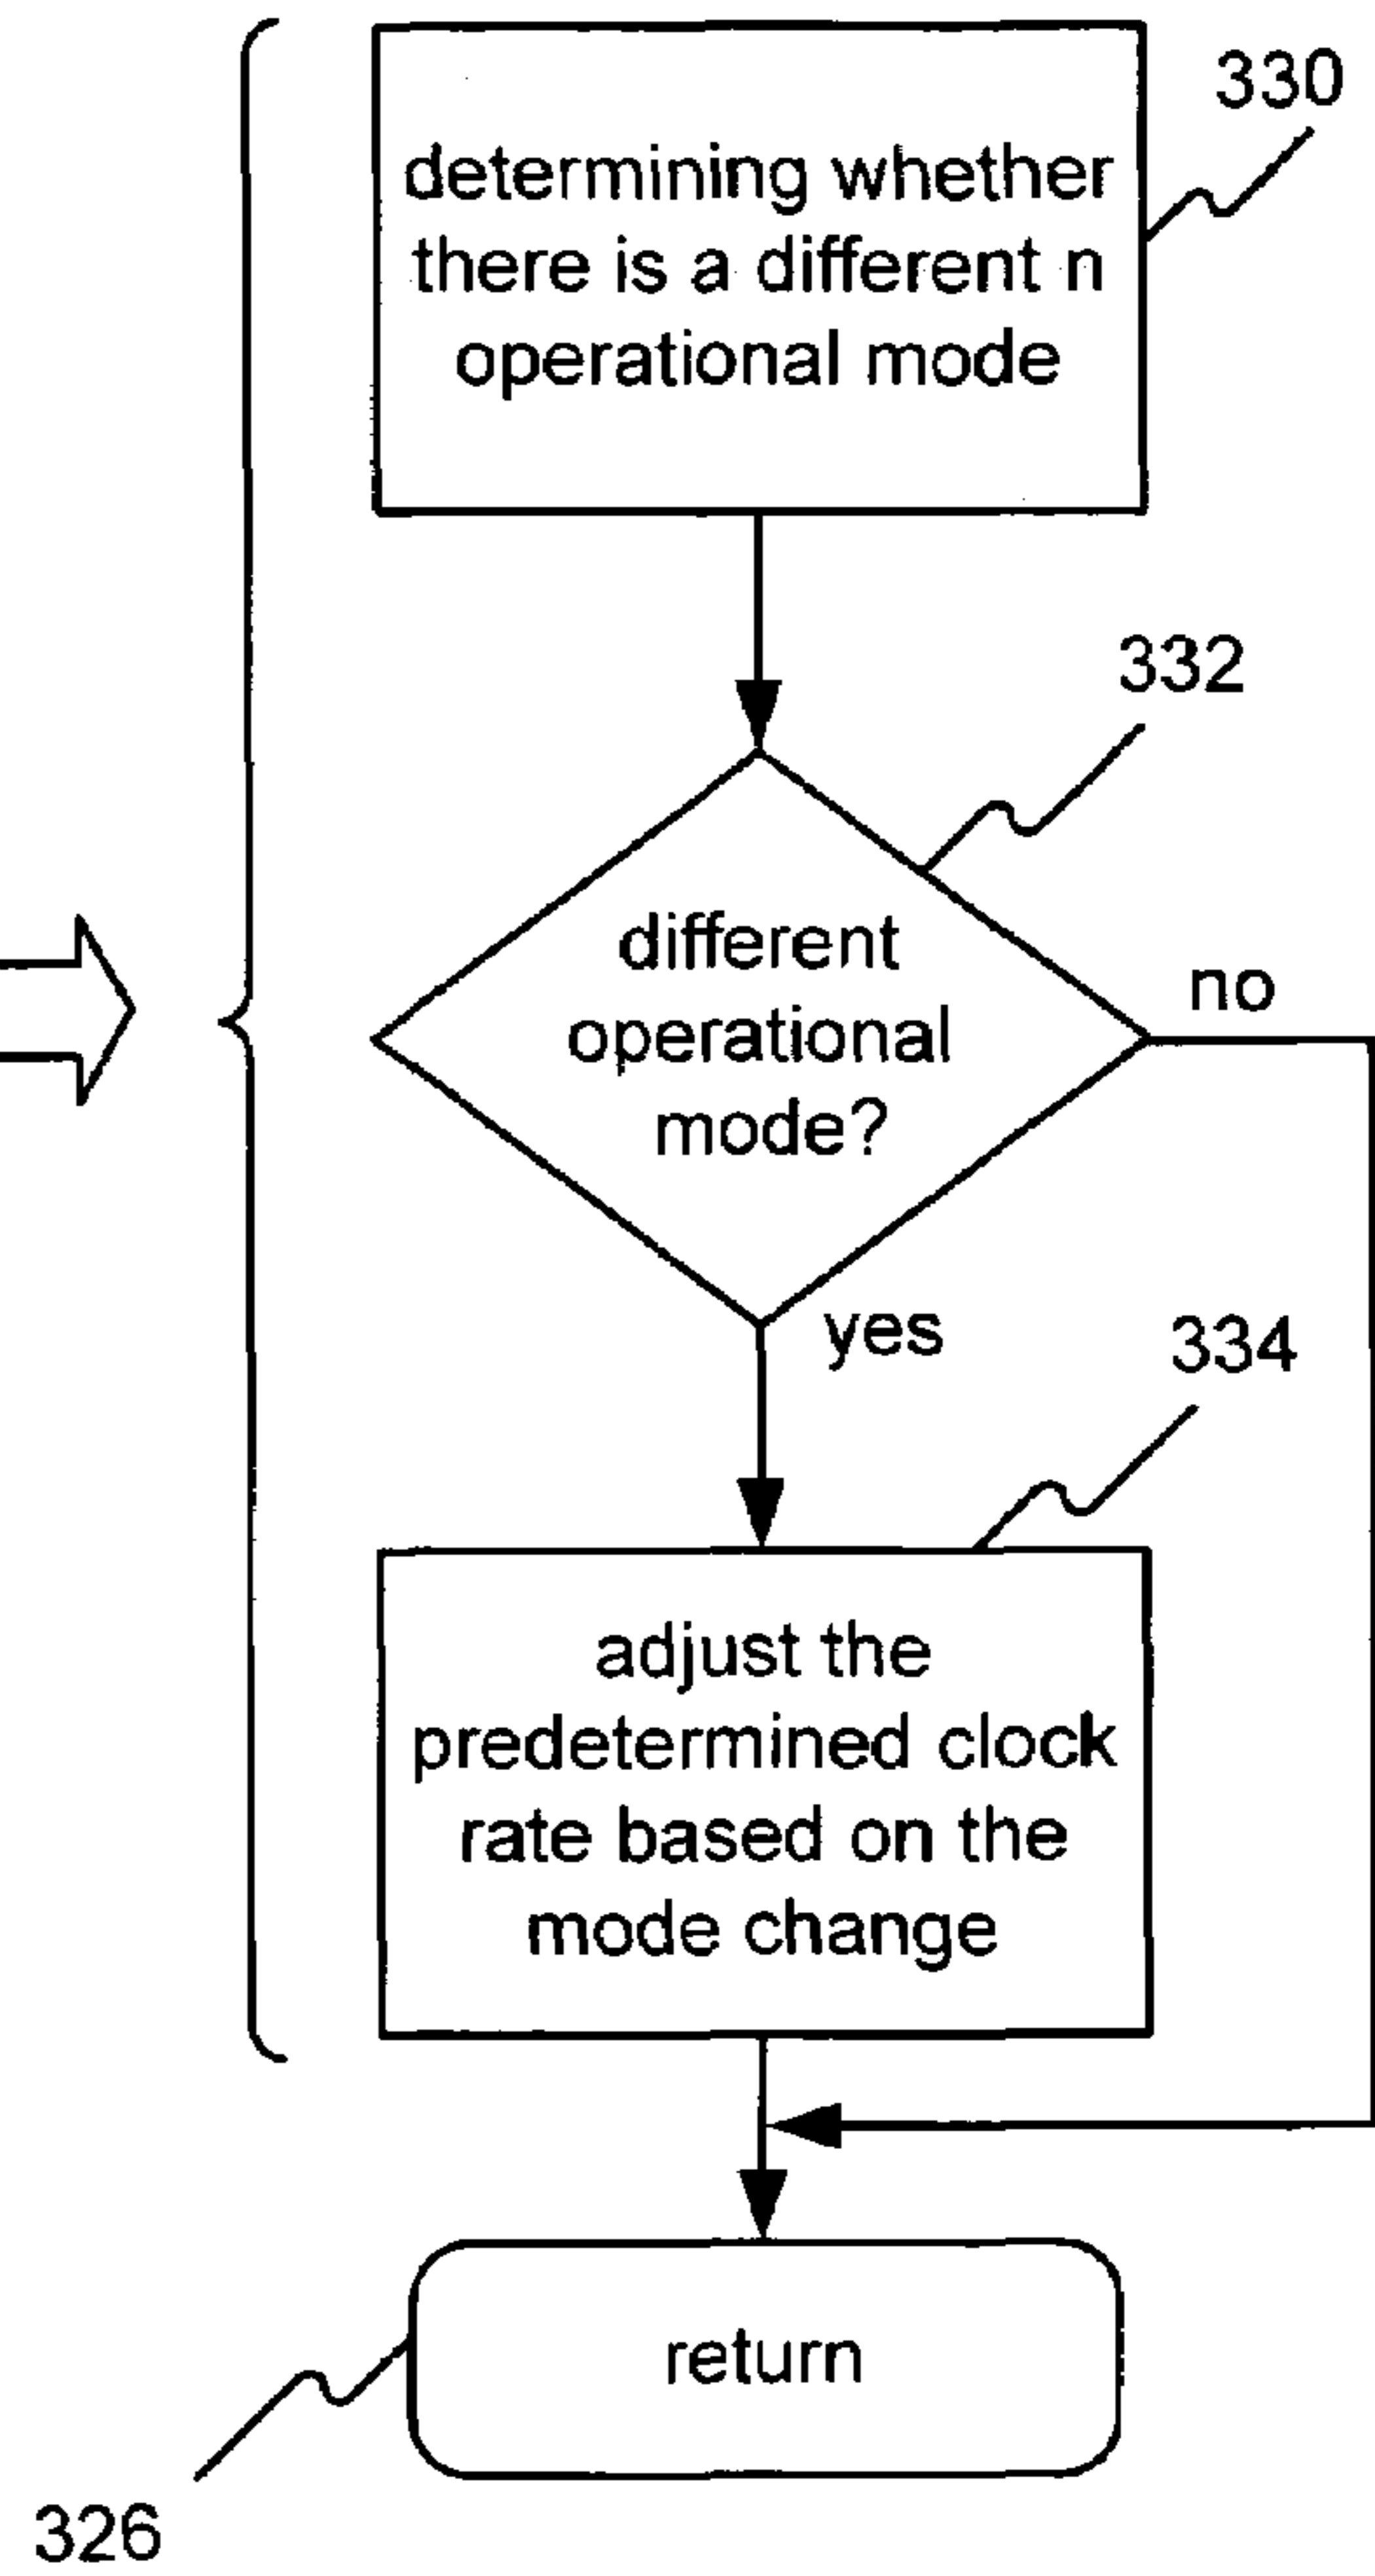 330
determining whether
there is a different n
operational mode
332
different
operational
mode?
no
yes
334
adjust the
predetermined clock
rate based on the
mode change
return
326